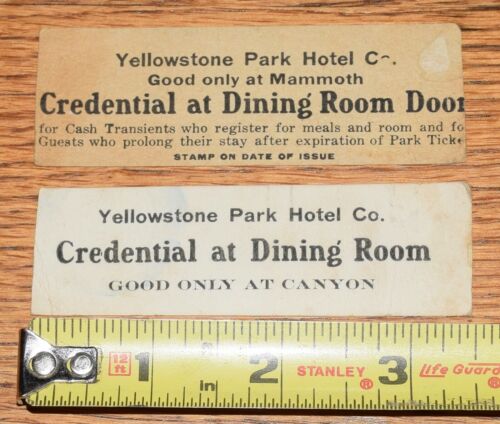 Yellowstone Park Hotel Co.
Good only at Mammoth
Credential at Dining Room Door
for Cash Transients who register for meals and room and fo
Guests who prolong their stay after expiration of Park Ticke
STAMP ON DATE OF ISSUE
Yellowstone Park Hotel Co.
Credential at Dining Room
GOOD ONLY AT CANYON
12 ft 1 in 2 STANLEY® 3 Life Guard